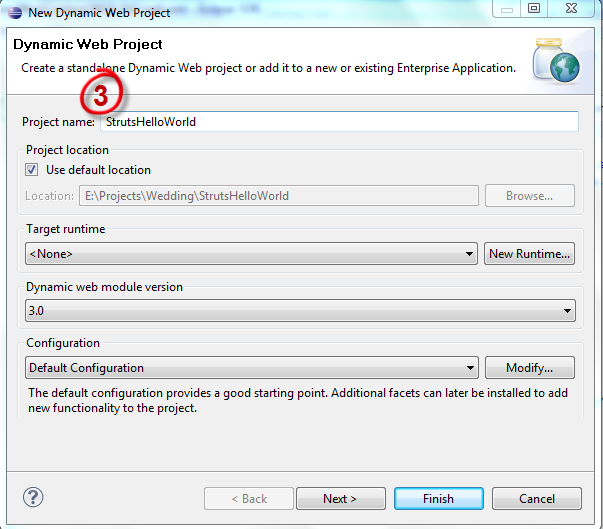 New Dynamic Web Project
Dynamic Web Project
Create a standalone Dynamic Web project or add it to a new or existing Enterprise Application.
3
Project name: StrutsHelloWorld
Project location
Use default location
Location: E:\Projects\Wedding\StrutsHelloWorld Browse...
Target runtime
<None> New Runtime...
Dynamic web module version
3.0
Configuration
Default Configuration Modify...
The default configuration provides a good starting point. Additional facets can later be installed to add
new functionality to the project.
? < Back Next > Finish Cancel